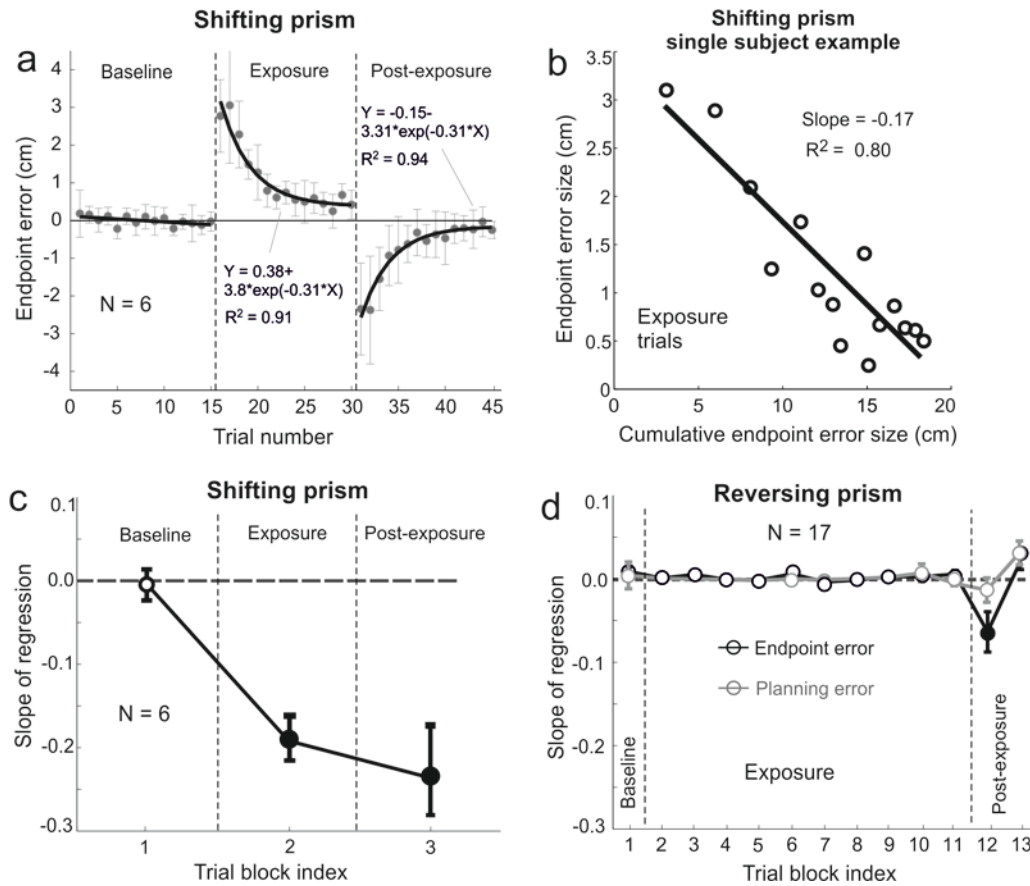 Shifting prism
a
Baseline
Exposure
Post-exposure
Endpoint error (cm)
4
3
2
1
0
-1
-2
-3
-4
Y = -0.15-
3.31*exp(-0.31*X)
R² = 0.94
Y = 0.38+
3.8*exp(-0.31*X)
R² = 0.91
N = 6
0 5 10 15 20 25 30 35 40 45
Trial number
Shifting prism
single subject example
b
Endpoint error size (cm)
3.5
3
2.5
2
1.5
1
0.5
0
Slope = -0.17
R² = 0.80
Exposure
trials
0 5 10 15 20
Cumulative endpoint error size (cm)
Shifting prism
c
Baseline
Exposure
Post-exposure
Slope of regression
0.1
0.0
-0.1
-0.2
-0.3
N = 6
1 2 3
Trial block index
Reversing prism
d
N = 17
Slope of regression
0.1
0.0
-0.1
-0.2
-0.3
Endpoint error
Planning error
Baseline
Exposure
Post-exposure
1 2 3 4 5 6 7 8 9 10 11 12 13
Trial block index